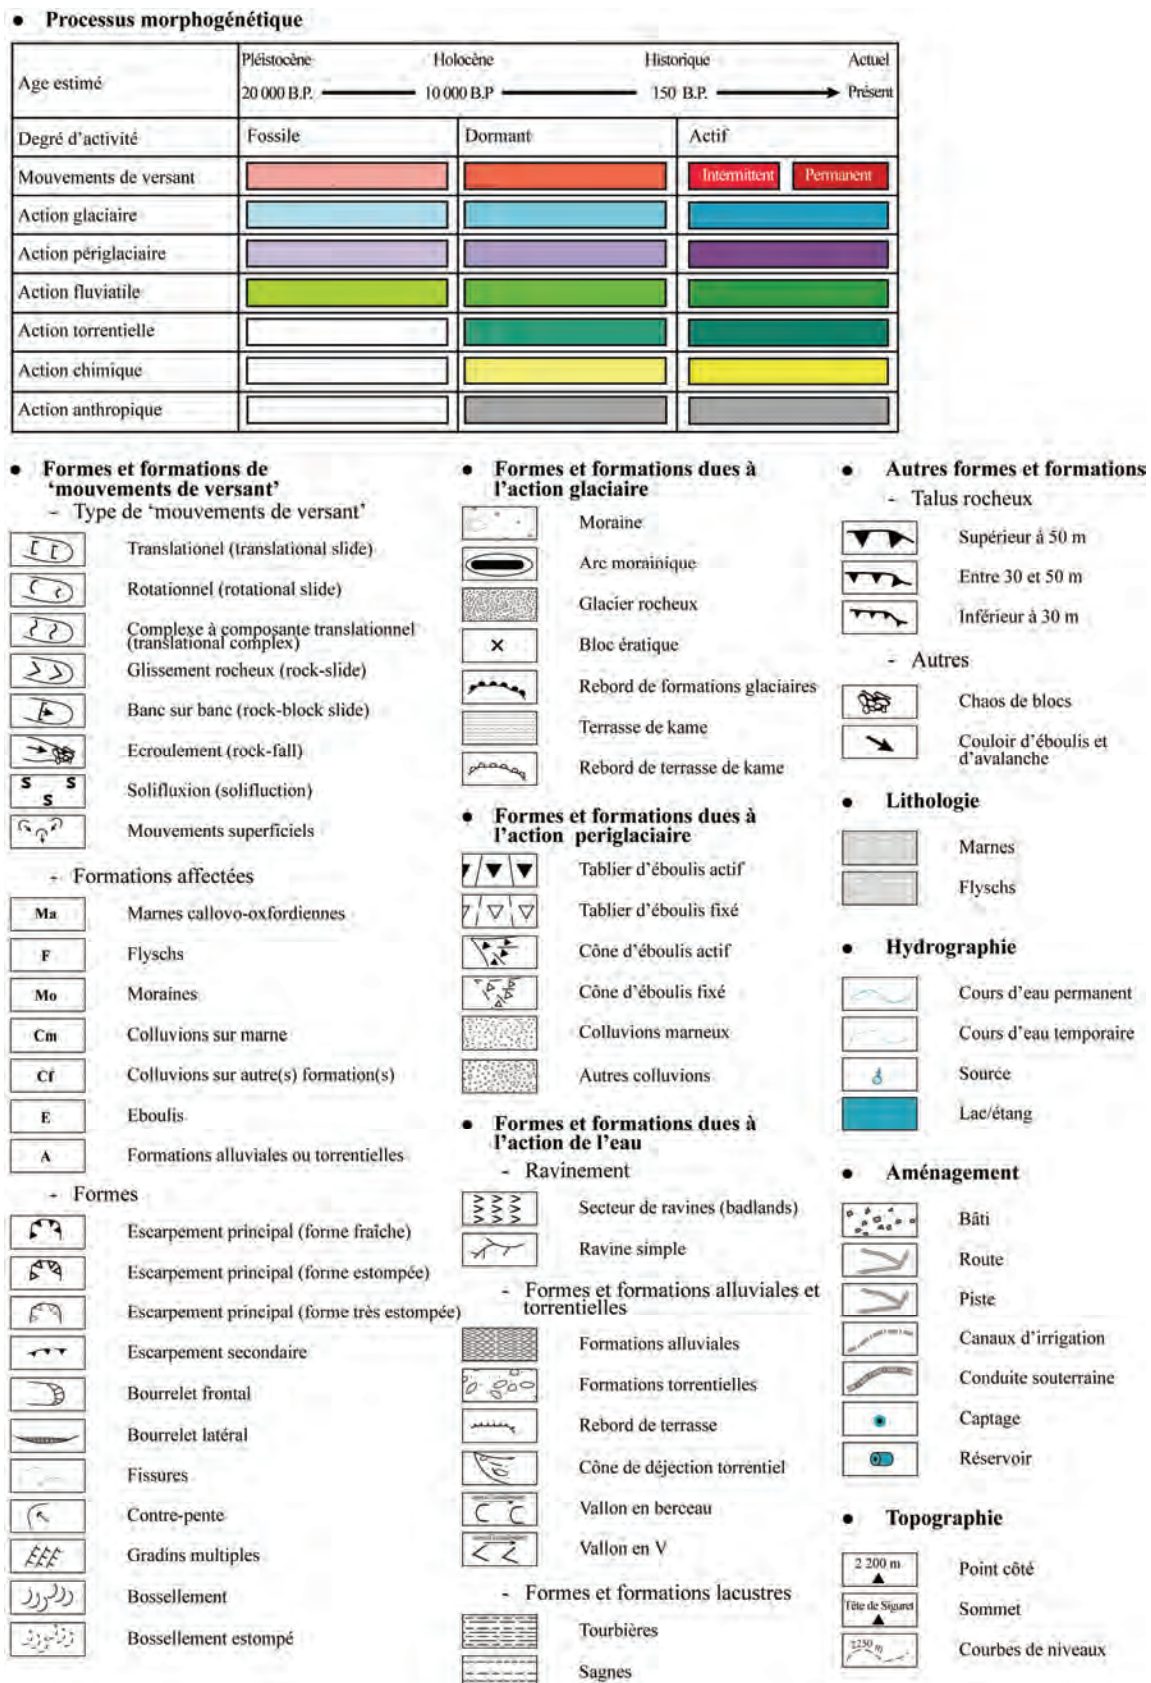 ● Processus morphogénétique
Age estimé
Pléistocène Holocène Historique Actuel
20 000 B.P. 10 000 B.P 150 B.P. Présent
Degré d'activité Fossile Dormant Actif
Mouvements de versant Intermittent Permanent
Action glaciaire
Action périglaciaire
Action fluviatile
Action torrentielle
Action chimique
Action anthropique
● Formes et formations de
'mouvements de versant'
- Type de 'mouvements de versant'
Translationel (translational slide)
Rotationnel (rotational slide)
Complexe à composante translationnel
(translational complex)
Glissement rocheux (rock-slide)
Banc sur banc (rock-block slide)
Ecroulement (rock-fall)
S S
S
Solifluxion (solifluction)
Mouvements superficiels
- Formations affectées
Ma Marnes callovo-oxfordiennes
F Flyschs
Mo Moraines
Cm Colluvions sur marne
Cf Colluvions sur autre(s) formation(s)
E Eboulis
A Formations alluviales ou torrentielles
- Formes
Escarpement principal (forme fraîche)
Escarpement principal (forme estompée)
Escarpement principal (forme très estompée)
Escarpement secondaire
Bourrelet frontal
Bourrelet latéral
Fissures
Contre-pente
Gradins multiples
Bossellement
Bossellement estompé
● Formes et formations dues à
l'action glaciaire
Moraine
Arc morainique
Glacier rocheux
Bloc ératique
Rebord de formations glaciaires
Terrasse de kame
Rebord de terrasse de kame
● Formes et formations dues à
l'action periglaciaire
Tablier d'éboulis actif
Tablier d'éboulis fixé
Cône d'éboulis actif
Cône d'éboulis fixé
Colluvions marneux
Autres colluvions
● Formes et formations dues à
l'action de l'eau
- Ravinement
Secteur de ravines (badlands)
Ravine simple
- Formes et formations alluviales et
torrentielles
Formations alluviales
Formations torrentielles
Rebord de terrasse
Cône de déjection torrentiel
Vallon en berceau
Vallon en V
- Formes et formations lacustres
Tourbières
Sagnes
● Autres formes et formations
- Talus rocheux
Supérieur à 50 m
Entre 30 et 50 m
Inférieur à 30 m
- Autres
Chaos de blocs
Couloir d'éboulis et
d'avalanche
● Lithologie
Marnes
Flyschs
● Hydrographie
Cours d'eau permanent
Cours d'eau temporaire
Source
Lac/étang
● Aménagement
Bâti
Route
Piste
Canaux d'irrigation
Conduite souterraine
Captage
Réservoir
● Topographie
2 200 m Point côté
Tête de Siguret Sommet
2250 m Courbes de niveaux